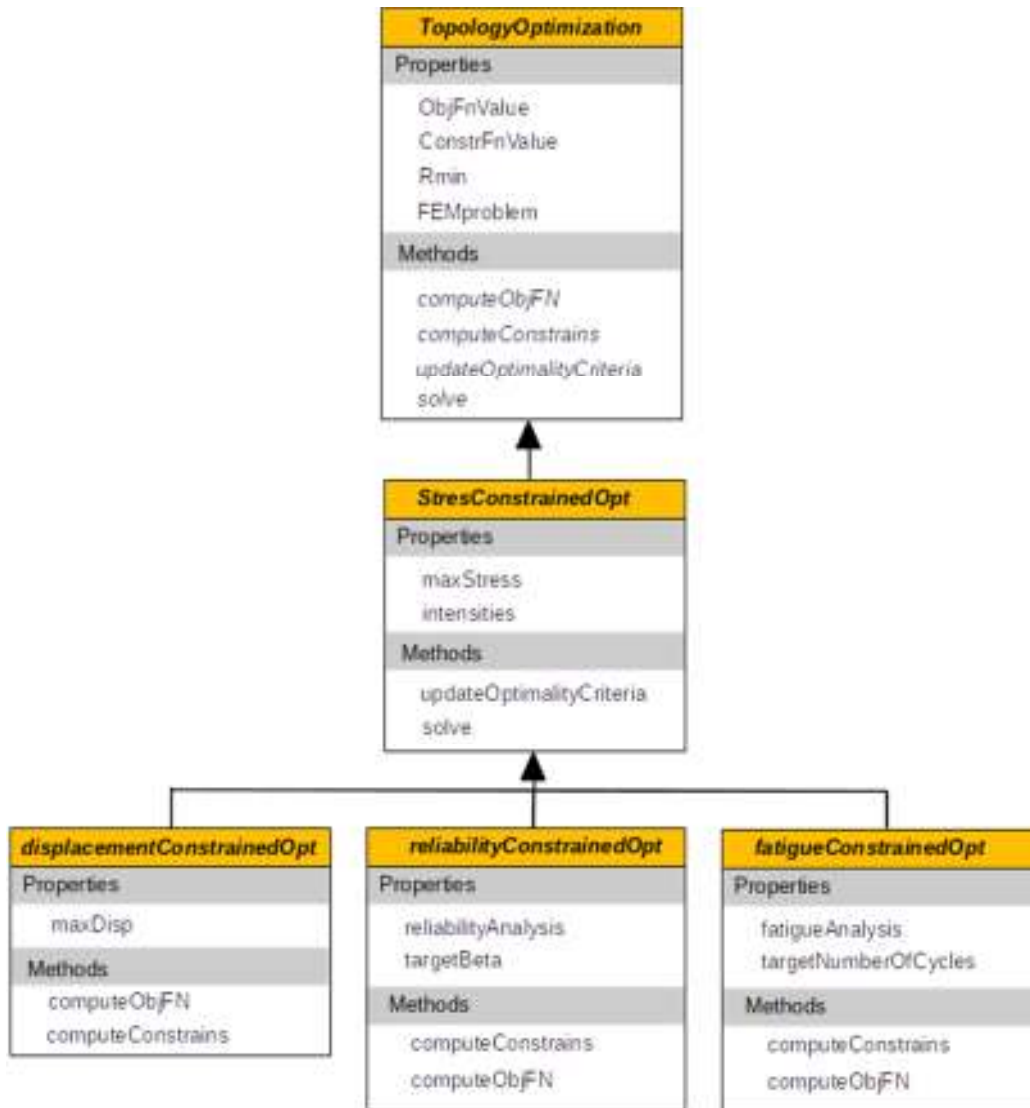 TopologyOptimization
Properties
ObjFnValue
ConstrFnValue
Rmin
FEMproblem
Methods
computeObjFN
computeConstrains
updateOptimalityCriteria
solve
StresConstrainedOpt
Properties
maxStress
intensities
Methods
updateOptimalityCriteria
solve
displacementConstrainedOpt
Properties
maxDisp
Methods
computeObjFN
computeConstrains
reliabilityConstrainedOpt
Properties
reliabilityAnalysis
targetBeta
Methods
computeConstrains
computeObjFN
fatigueConstrainedOpt
Properties
fatigueAnalysis
targetNumberOfCycles
Methods
computeConstrains
computeObjFN